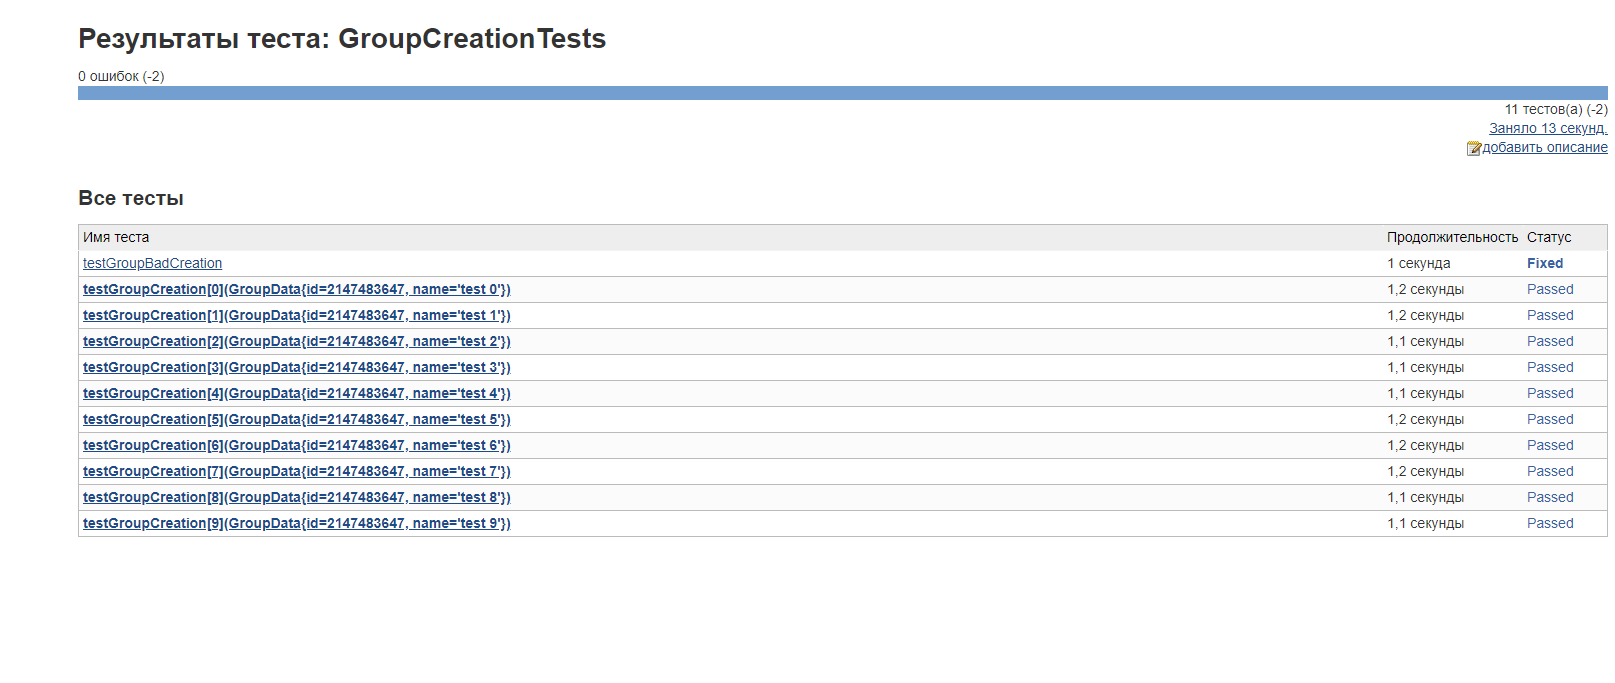 Результаты теста: GroupCreationTests
0 ошибок (-2)
11 тестов(а) (-2)
Заняло 13 секунд.
добавить описание
Все тесты
Имя теста Продолжительность Статус
testGroupBadCreation 1 секунда Fixed
testGroupCreation[0](GroupData{id=2147483647, name='test 0'}) 1,2 секунды Passed
testGroupCreation[1](GroupData{id=2147483647, name='test 1'}) 1,2 секунды Passed
testGroupCreation[2](GroupData{id=2147483647, name='test 2'}) 1,1 секунды Passed
testGroupCreation[3](GroupData{id=2147483647, name='test 3'}) 1,1 секунды Passed
testGroupCreation[4](GroupData{id=2147483647, name='test 4'}) 1,1 секунды Passed
testGroupCreation[5](GroupData{id=2147483647, name='test 5'}) 1,2 секунды Passed
testGroupCreation[6](GroupData{id=2147483647, name='test 6'}) 1,2 секунды Passed
testGroupCreation[7](GroupData{id=2147483647, name='test 7'}) 1,2 секунды Passed
testGroupCreation[8](GroupData{id=2147483647, name='test 8'}) 1,1 секунды Passed
testGroupCreation[9](GroupData{id=2147483647, name='test 9'}) 1,1 секунды Passed